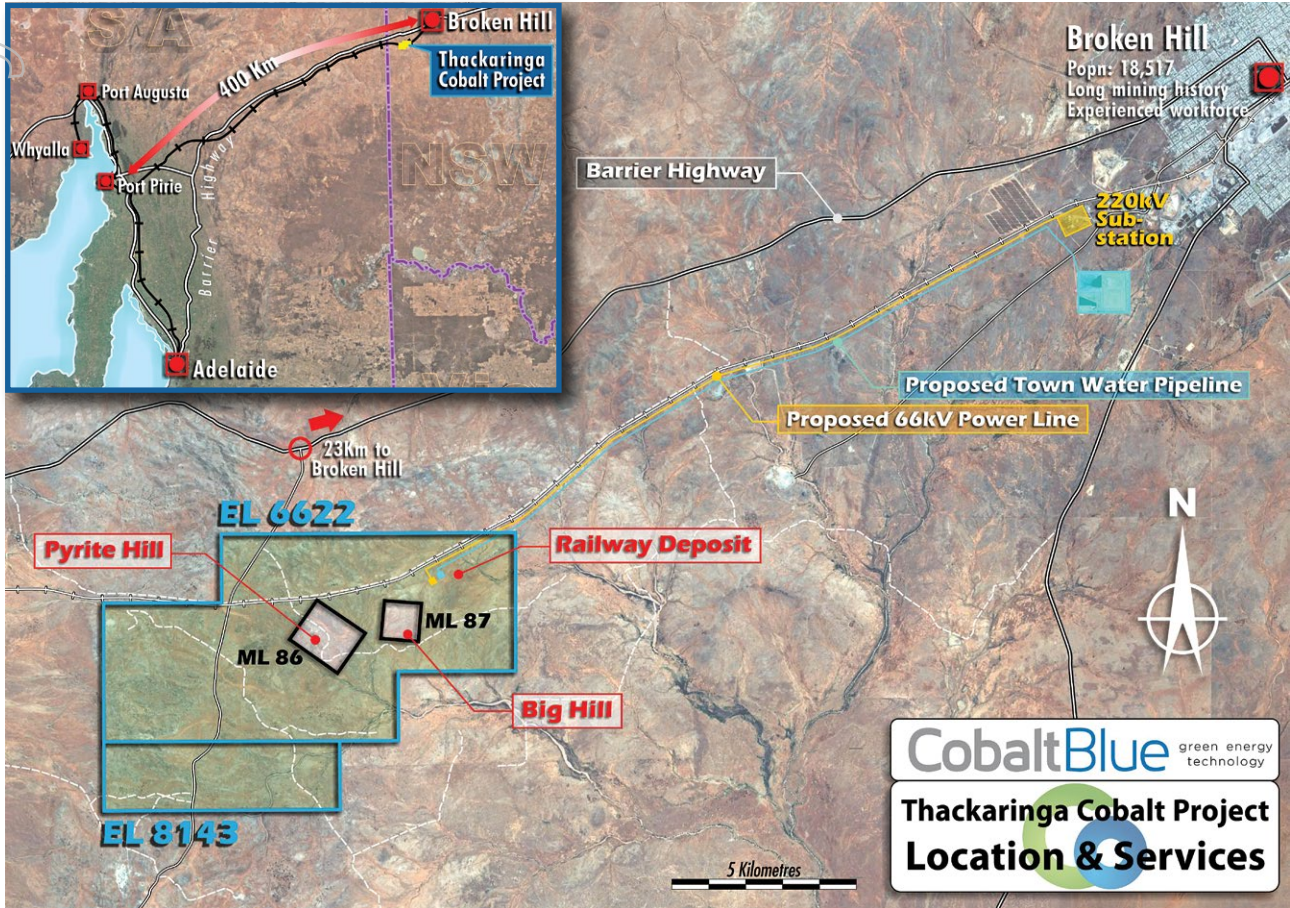 SA
Broken Hill
Thackaringa
Cobalt Project
400 Km
Port Augusta
Whyalla
Port Pirie
Barrier Highway
NSW
Adelaide
Broken Hill
Popn: 18,517
Long mining history
Experienced workforce
Barrier Highway
220kV
Sub-
station
Proposed Town Water Pipeline
Proposed 66kV Power Line
23Km to
Broken Hill
EL 6622
Pyrite Hill
Railway Deposit
ML 87
ML 86
Big Hill
EL 8143
N
CobaltBlue green energy
technology
Thackaringa Cobalt Project
Location & Services
5 Kilometres